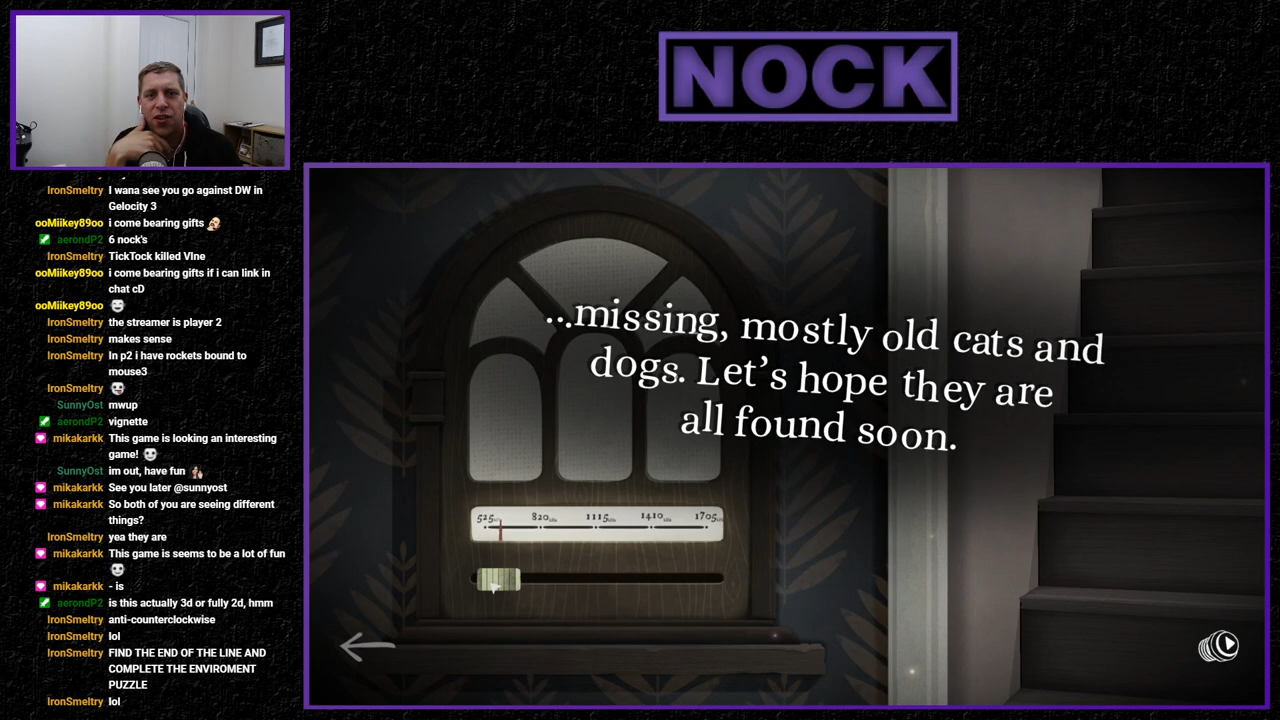 NOCK
IronSmeltry I wana see you go against DW in
Gelocity 3
ooMiikey89oo i come bearing gifts
aerondP2 6 nock's
IronSmeltry TickTock killed VIne
ooMiikey89oo i come bearing gifts if i can link in
chat cD
ooMiikey89oo
IronSmeltry the streamer is player 2
IronSmeltry makes sense
IronSmeltry In p2 i have rockets bound to
mouse3
IronSmeltry
SunnyOst mwup
aerondP2 vignette
mikakarkk This game is looking an interesting
game!
SunnyOst im out, have fun
mikakarkk See you later @sunnyost
mikakarkk So both of you are seeing different
things?
IronSmeltry yea they are
mikakarkk This game is seems to be a lot of fun
mikakarkk - is
aerondP2 is this actually 3d or fully 2d, hmm
IronSmeltry anti-counterclockwise
IronSmeltry lol
IronSmeltry FIND THE END OF THE LINE AND
COMPLETE THE ENVIROMENT
PUZZLE
IronSmeltry lol
...missing, mostly old cats and
dogs. Let's hope they are
all found soon.
525 820 1115 1410 1705